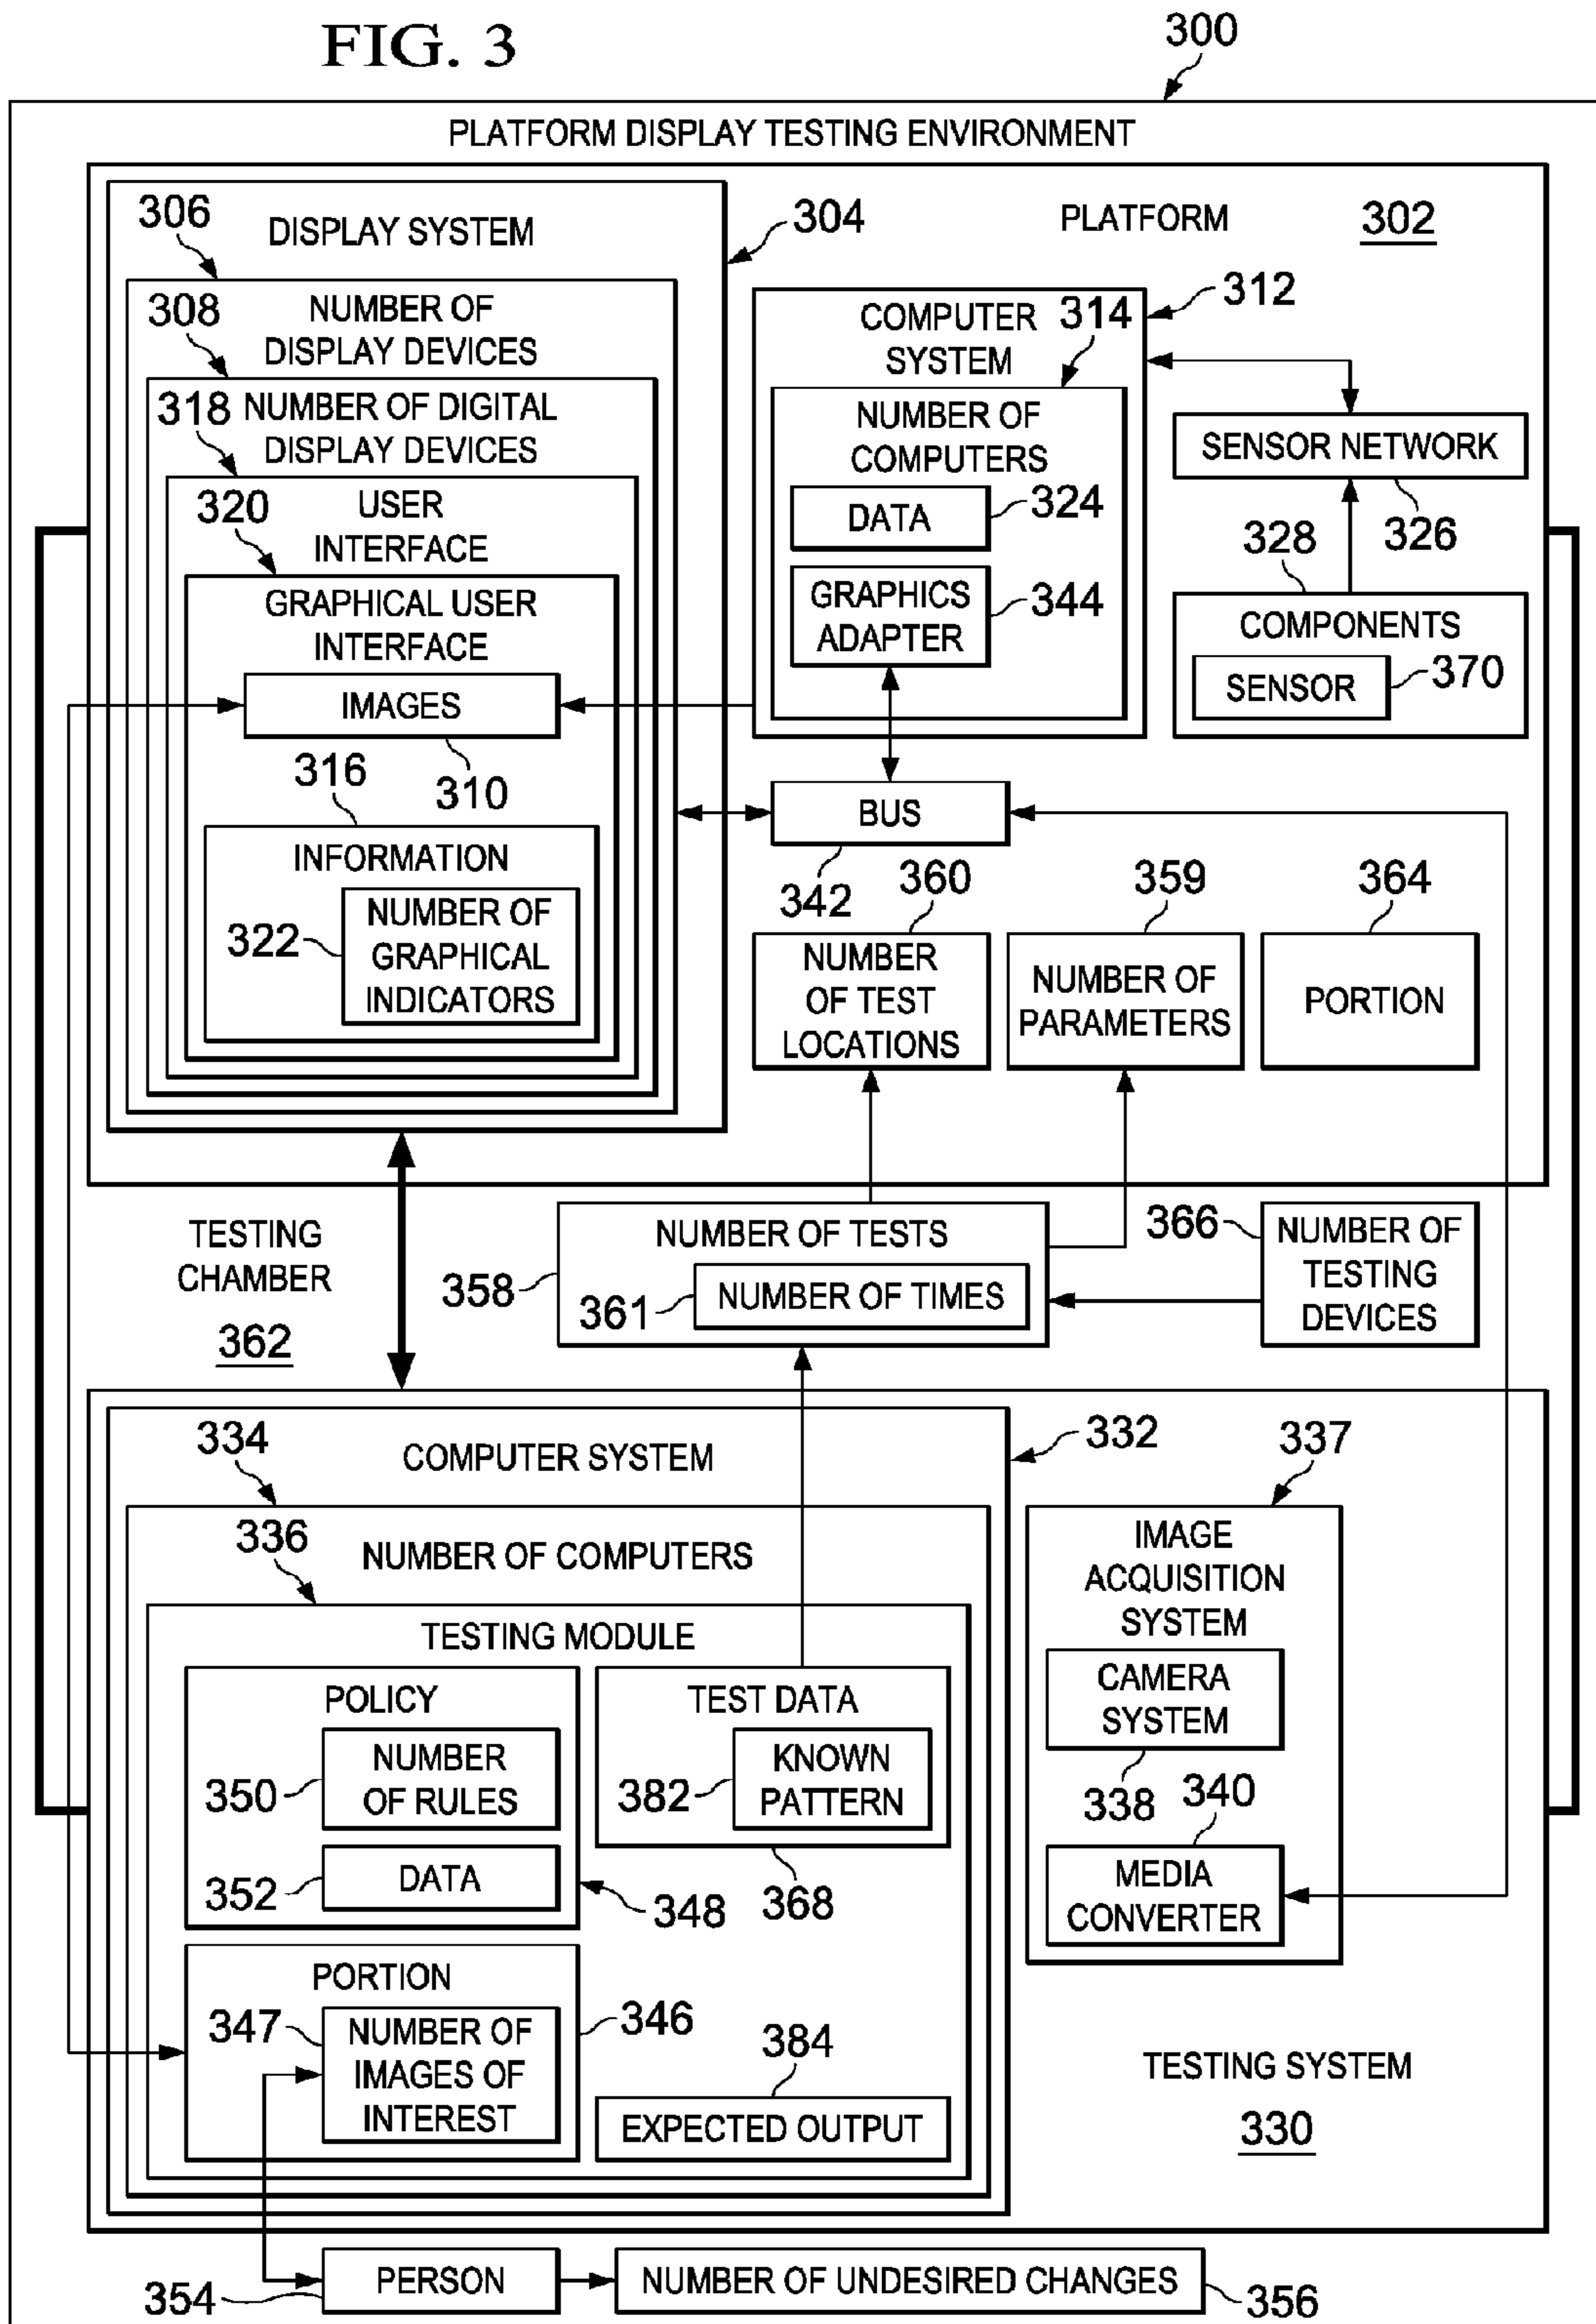 FIG. 3
300
PLATFORM DISPLAY TESTING ENVIRONMENT
306
DISPLAY SYSTEM
304
PLATFORM
302
308
NUMBER OF
DISPLAY DEVICES
318
NUMBER OF DIGITAL
DISPLAY DEVICES
320
USER
INTERFACE
GRAPHICAL USER
INTERFACE
IMAGES
310
316
INFORMATION
322
NUMBER OF
GRAPHICAL
INDICATORS
312
COMPUTER
SYSTEM
314
NUMBER OF
COMPUTERS
DATA
324
GRAPHICS
ADAPTER
344
SENSOR NETWORK
326
328
COMPONENTS
SENSOR
370
BUS
342
360
NUMBER
OF TEST
LOCATIONS
359
NUMBER OF
PARAMETERS
364
PORTION
TESTING
CHAMBER
362
358
NUMBER OF TESTS
361
NUMBER OF TIMES
366
NUMBER OF
TESTING
DEVICES
334
COMPUTER SYSTEM
332
336
NUMBER OF COMPUTERS
TESTING MODULE
POLICY
350
NUMBER
OF RULES
352
DATA
348
TEST DATA
382
KNOWN
PATTERN
368
PORTION
347
NUMBER OF
IMAGES OF
INTEREST
346
384
EXPECTED OUTPUT
337
IMAGE
ACQUISITION
SYSTEM
CAMERA
SYSTEM
338
340
MEDIA
CONVERTER
TESTING SYSTEM
330
354
PERSON
NUMBER OF UNDESIRED CHANGES
356